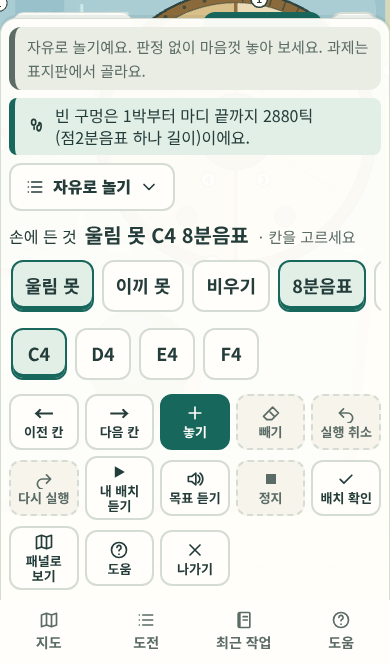 1
자유로 놀기예요. 판정 없이 마음껏 놓아 보세요. 과제는
표지판에서 골라요.
빈 구멍은 1박부터 마디 끝까지 2880틱
(점2분음표 하나 길이)이에요.
자유로 놀기
손에 든 것 울림 못 C4 8분음표 · 칸을 고르세요
울림 못 이끼 못 비우기 8분음표
C4 D4 E4 F4
이전 칸 다음 칸 놓기 빼기 실행 취소
다시 실행 내 배치 듣기 목표 듣기 정지 배치 확인
패널로 보기 도움 나가기
지도 도전 최근 작업 도움